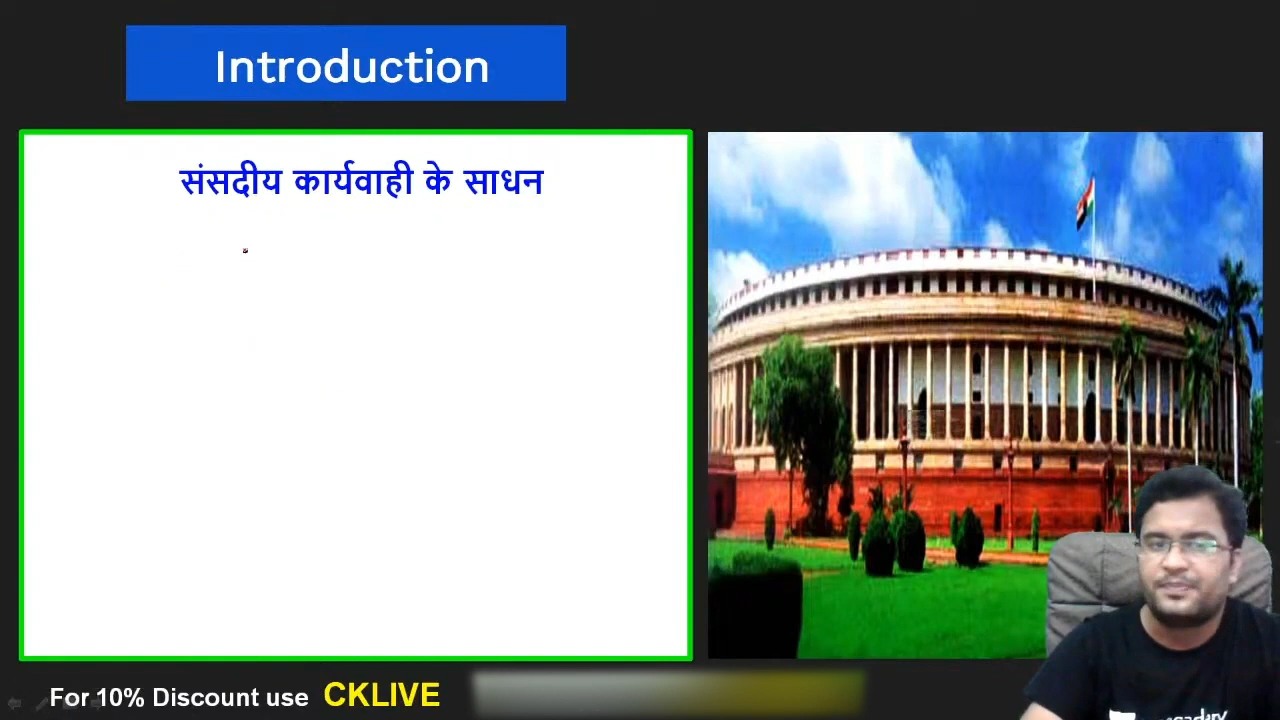 Introduction
संसदीय कार्यवाही के साधन
For 10% Discount use CKLIVE